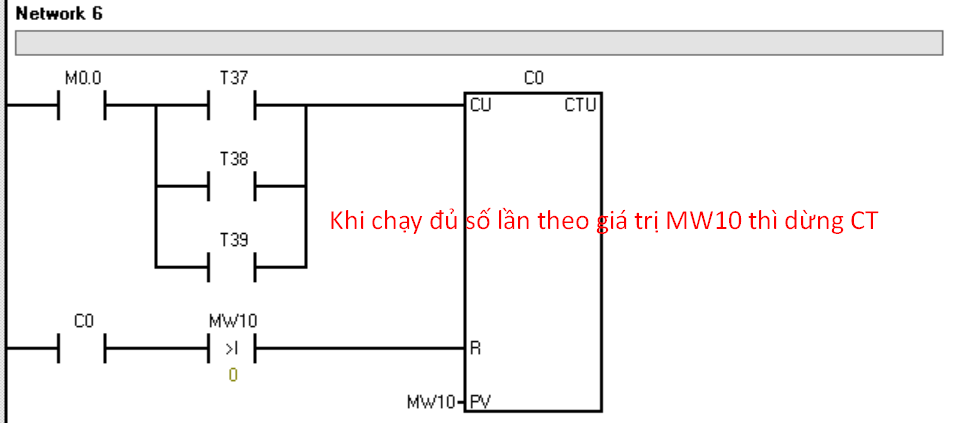 Network 6
M0.0 T37 C0
CU CTU
T38
Khi chạy đủ số lần theo giá trị MW10 thì dừng CT
T39
C0 MW10
>I R
0
MW10 PV